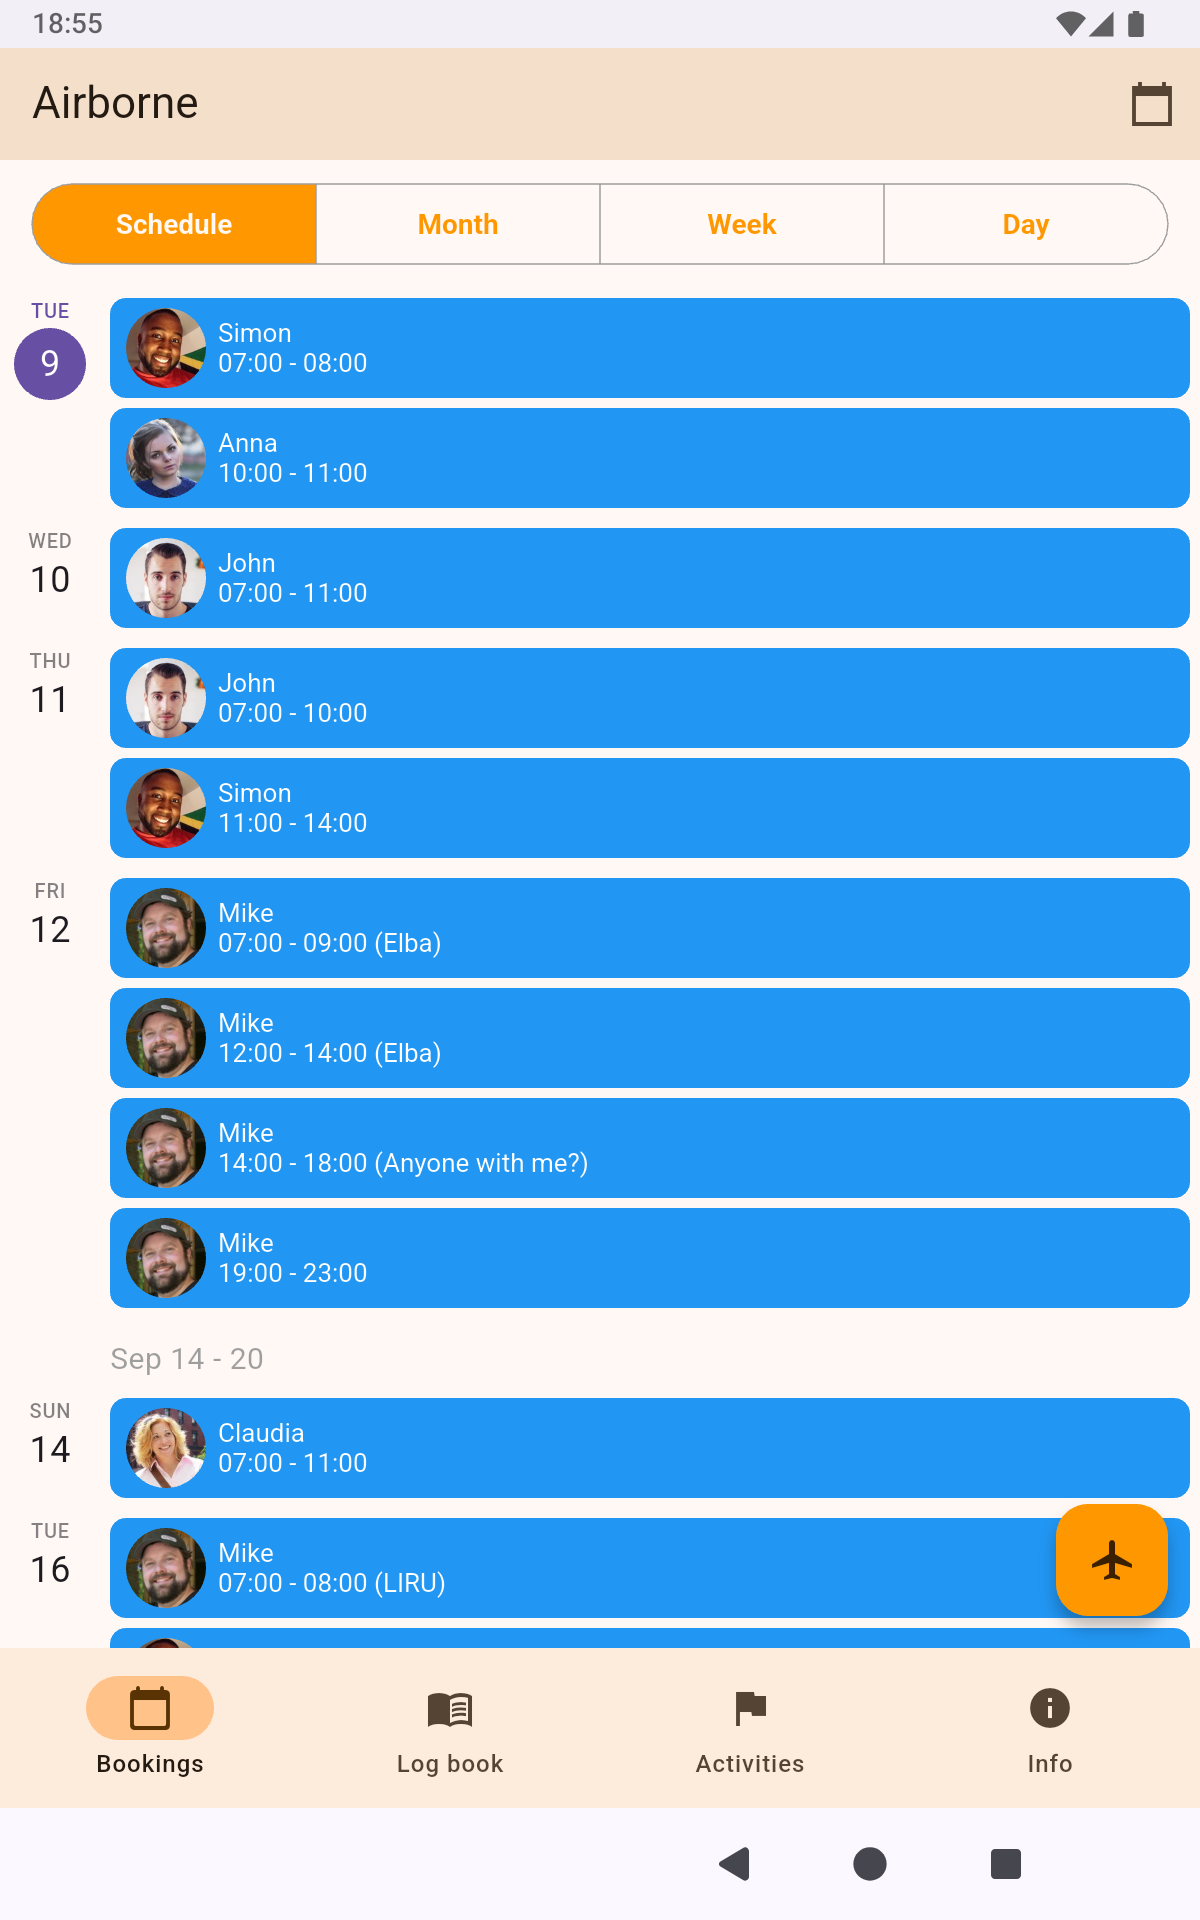 18:55
Airborne
Schedule
Month
Week
Day
TUE
9
Simon
07:00 - 08:00
Anna
10:00 - 11:00
WED
10
John
07:00 - 11:00
THU
11
John
07:00 - 10:00
Simon
11:00 - 14:00
FRI
12
Mike
07:00 - 09:00 (Elba)
Mike
12:00 - 14:00 (Elba)
Mike
14:00 - 18:00 (Anyone with me?)
Mike
19:00 - 23:00
Sep 14 - 20
SUN
14
Claudia
07:00 - 11:00
TUE
16
Mike
07:00 - 08:00 (LIRU)
Bookings
Log book
Activities
Info